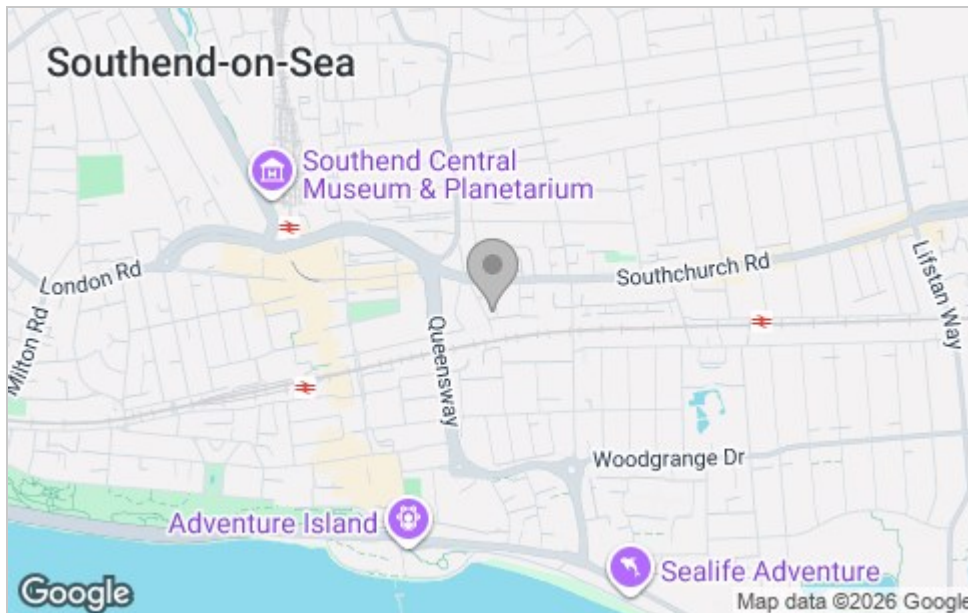 Southend-on-Sea
Southend Central
Museum & Planetarium
London Rd
Southchurch Rd
Lifstan Way
Milton Rd
Queensway
Woodgrange Dr
Adventure Island
Sealife Adventure
Google
Map data ©2026 Google